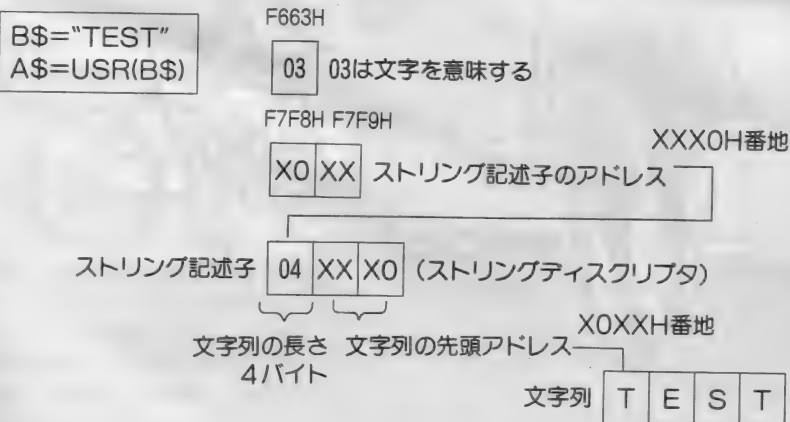 B$="TEST"
A$=USR(B$)
F663H
03 03は文字を意味する
F7F8H F7F9H
XXX0H番地
X0 XX ストリング記述子のアドレス
ストリング記述子 04 XX X0 (ストリングディスクリプタ)
X0XXH番地
文字列の長さ 文字列の先頭アドレス
4バイト
文字列 T E S T